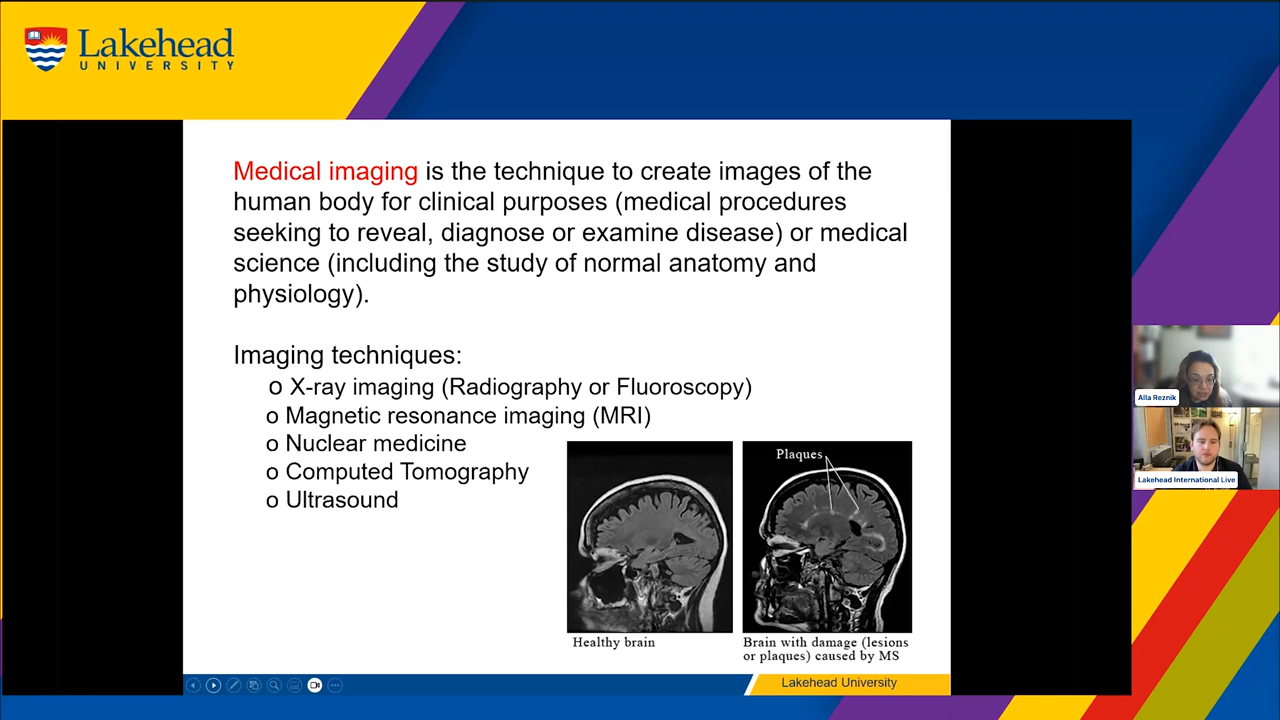 Lakehead
UNIVERSITY
Medical imaging is the technique to create images of the
human body for clinical purposes (medical procedures
seeking to reveal, diagnose or examine disease) or medical
science (including the study of normal anatomy and
physiology).
Imaging techniques:
o X-ray imaging (Radiography or Fluoroscopy)
o Magnetic resonance imaging (MRI)
o Nuclear medicine
o Computed Tomography
o Ultrasound
Plaques
Healthy brain
Brain with damage (lesions
or plaques) caused by MS
Lakehead University
Alla Reznik
Lakehead International Live